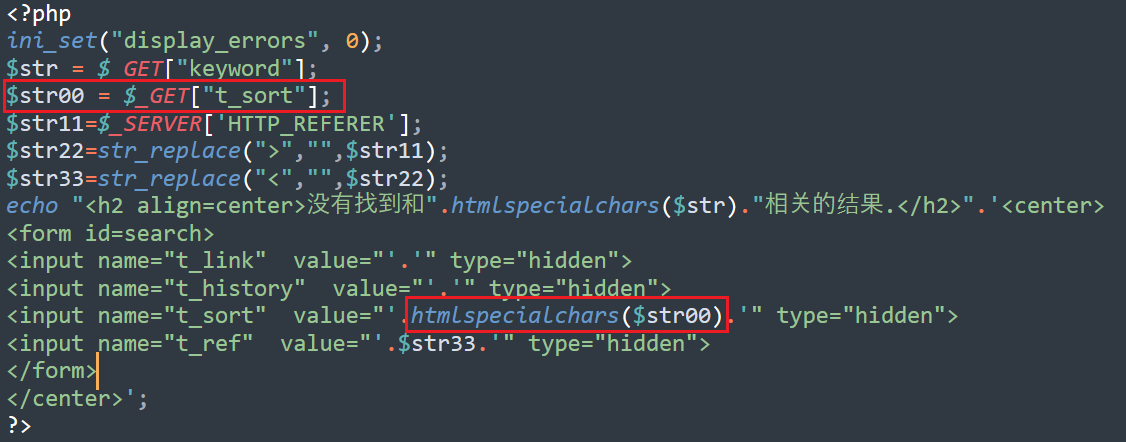 <?php
ini_set("display_errors", 0);
$str = $_GET["keyword"];
$str00 = $_GET["t_sort"];
$str11=$_SERVER['HTTP_REFERER'];
$str22=str_replace(">","",$str11);
$str33=str_replace("<","",$str22);
echo "<h2 align=center>没有找到和".htmlspecialchars($str)."相关的结果.</h2>".'<center>
<form id=search>
<input name="t_link"  value="'.'" type="hidden">
<input name="t_history"  value="'.'" type="hidden">
<input name="t_sort"  value="'.htmlspecialchars($str00).'" type="hidden">
<input name="t_ref"  value="'.$str33.'" type="hidden">
</form>
</center>';
?>